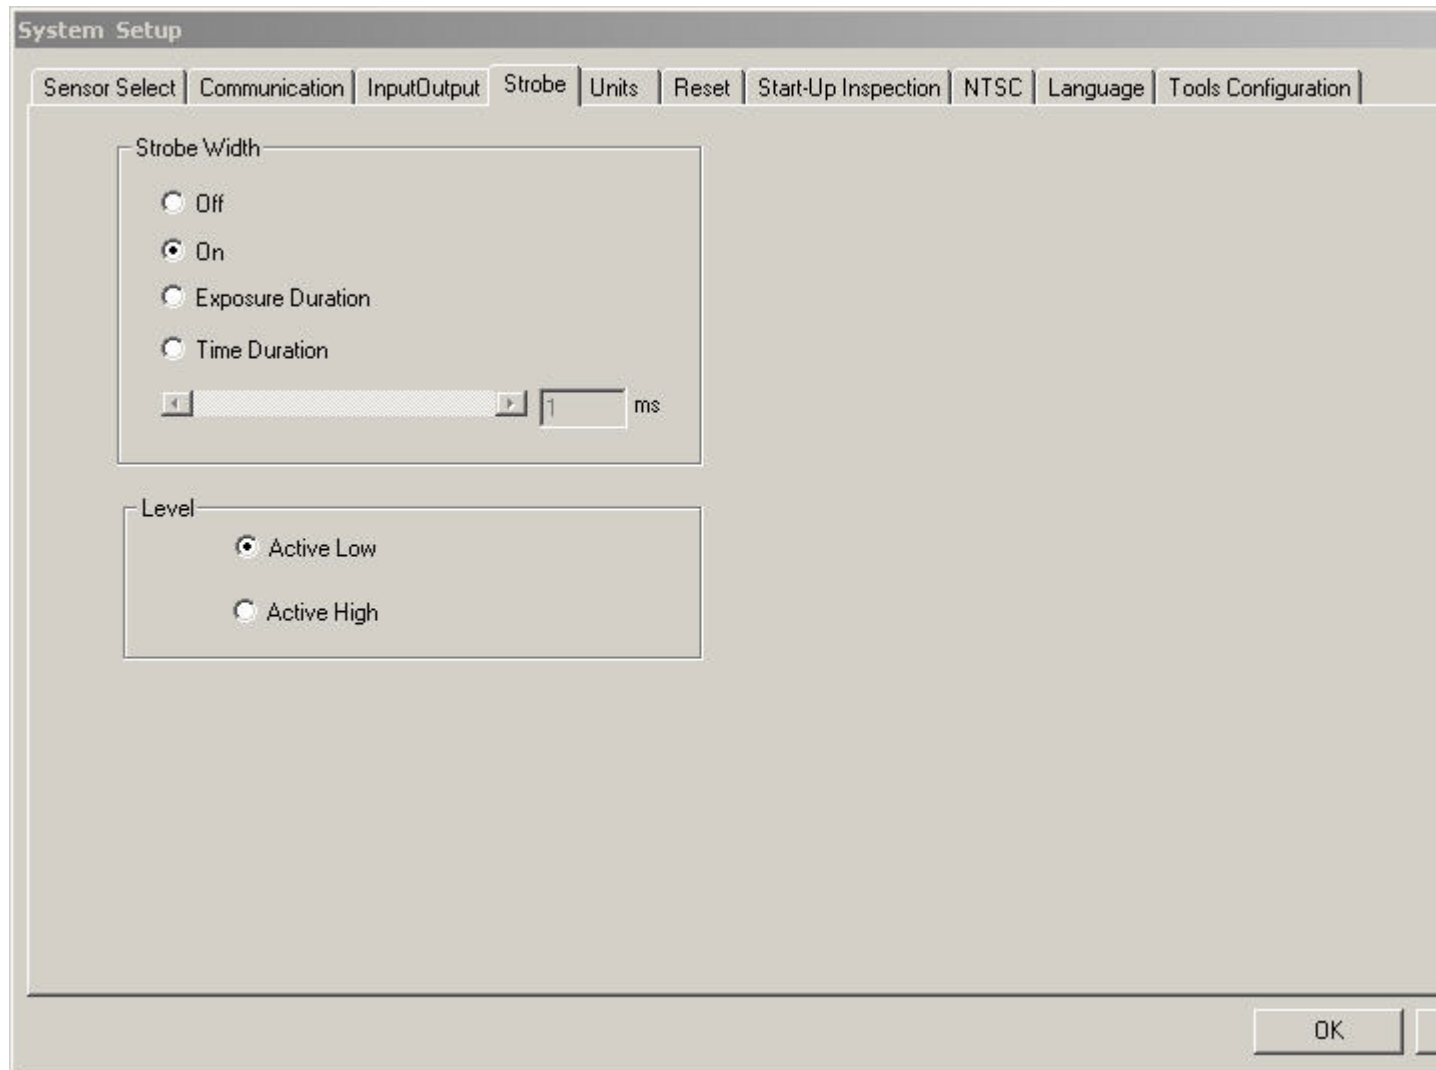 System Setup
Sensor Select Communication InputOutput Strobe Units Reset Start-Up Inspection NTSC Language Tools Configuration
Strobe Width
Off
On
Exposure Duration
Time Duration
1 ms
Level
Active Low
Active High
OK